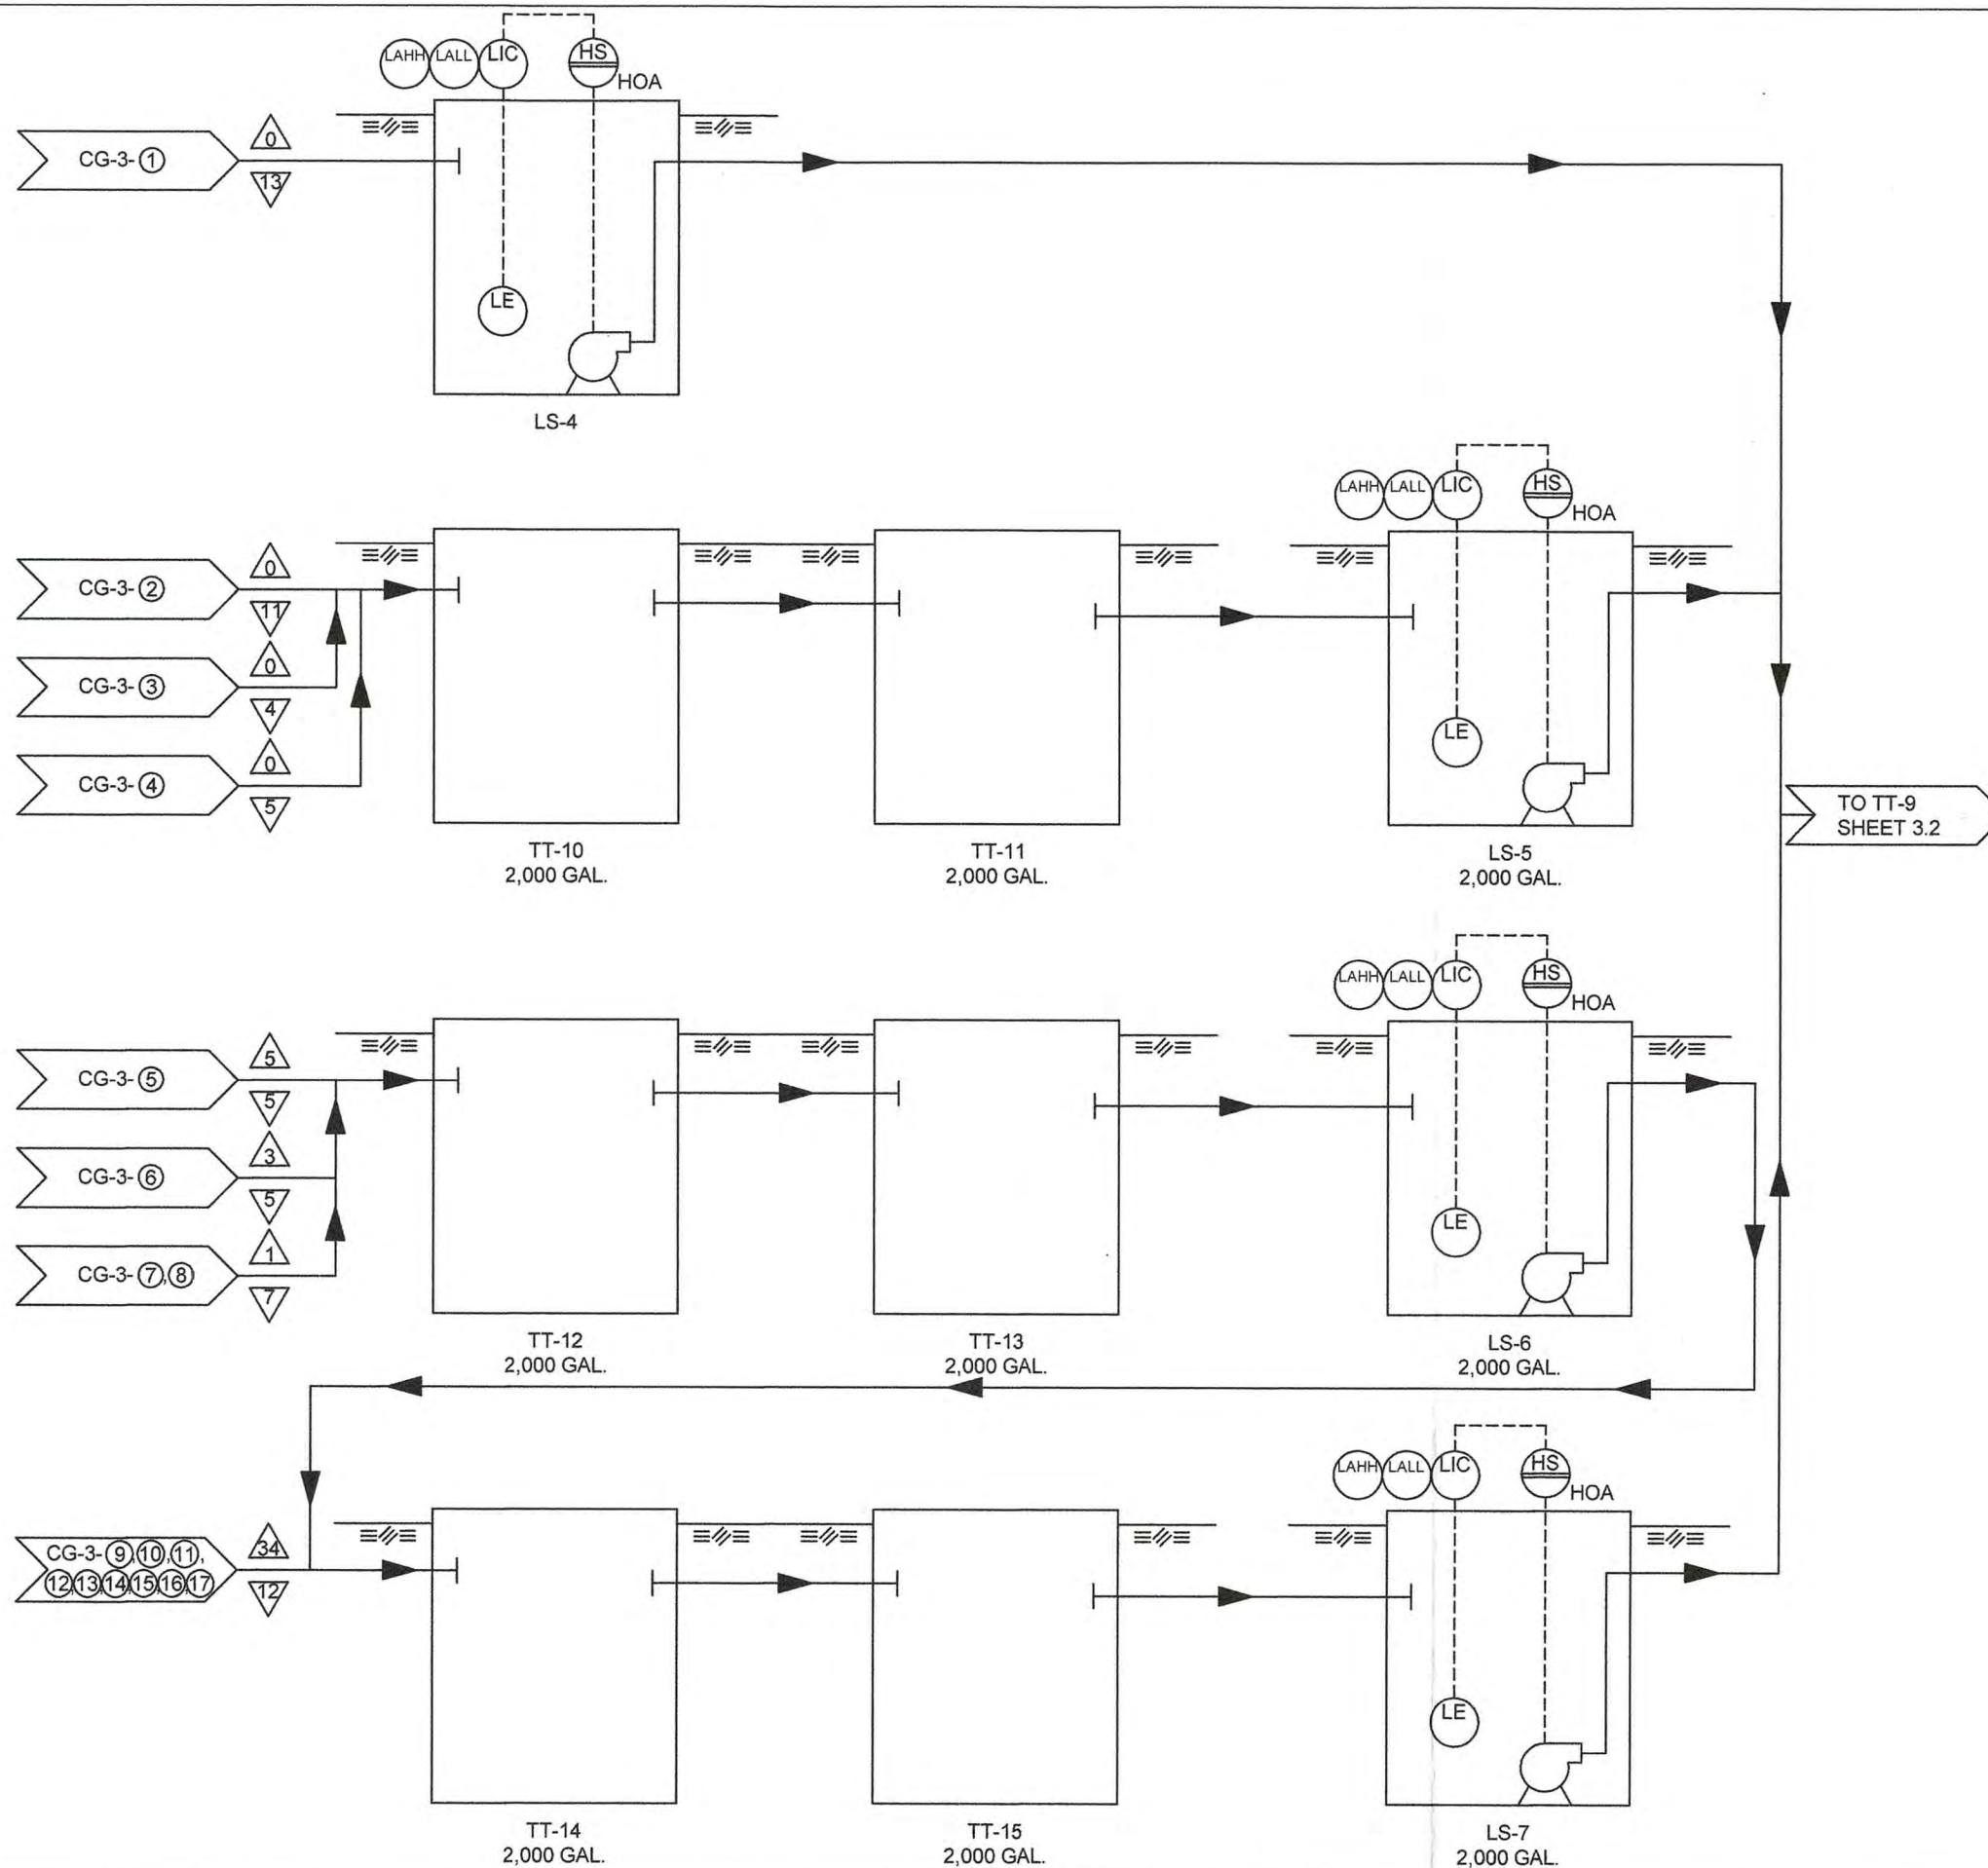 LAHH LALL LIC HS
HOA
CG-3-①
0
13
LE
LS-4
LAHH LALL LIC HS
HOA
CG-3-②
0
11
CG-3-③
0
4
CG-3-④
0
5
LE
TT-10
2,000 GAL.
TT-11
2,000 GAL.
LS-5
2,000 GAL.
TO TT-9
SHEET 3.2
LAHH LALL LIC HS
HOA
CG-3-⑤
5
5
CG-3-⑥
3
5
CG-3-⑦,⑧
1
7
LE
TT-12
2,000 GAL.
TT-13
2,000 GAL.
LS-6
2,000 GAL.
LAHH LALL LIC HS
HOA
CG-3-⑨,⑩,⑪,
⑫,⑬,⑭,⑮,⑯,⑰
34
12
LE
TT-14
2,000 GAL.
TT-15
2,000 GAL.
LS-7
2,000 GAL.